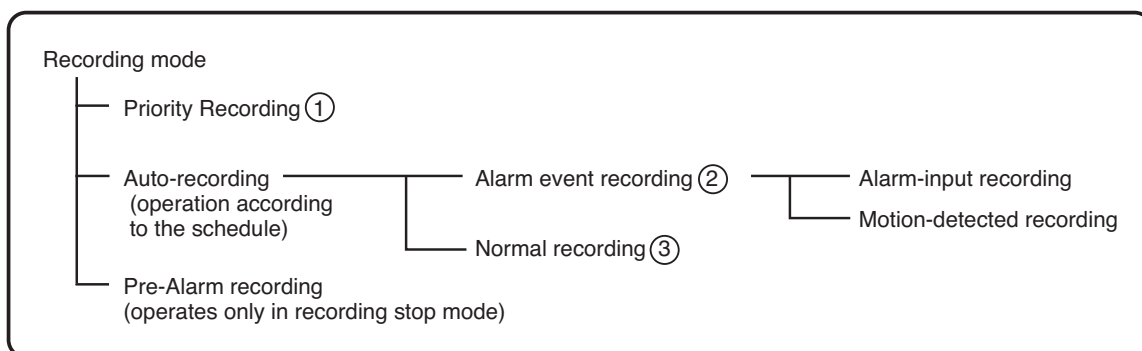 Recording mode
Priority Recording ①
Auto-recording
(operation according
to the schedule)
Alarm event recording ②
Alarm-input recording
Motion-detected recording
Normal recording ③
Pre-Alarm recording
(operates only in recording stop mode)